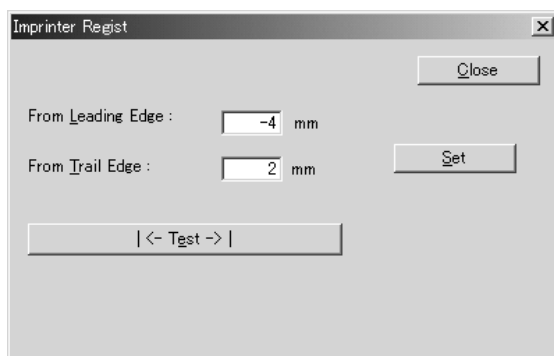 Imprinter Regist
Close
From Leading Edge : -4 mm
From Trail Edge : 2 mm
Set
|<- Test ->|